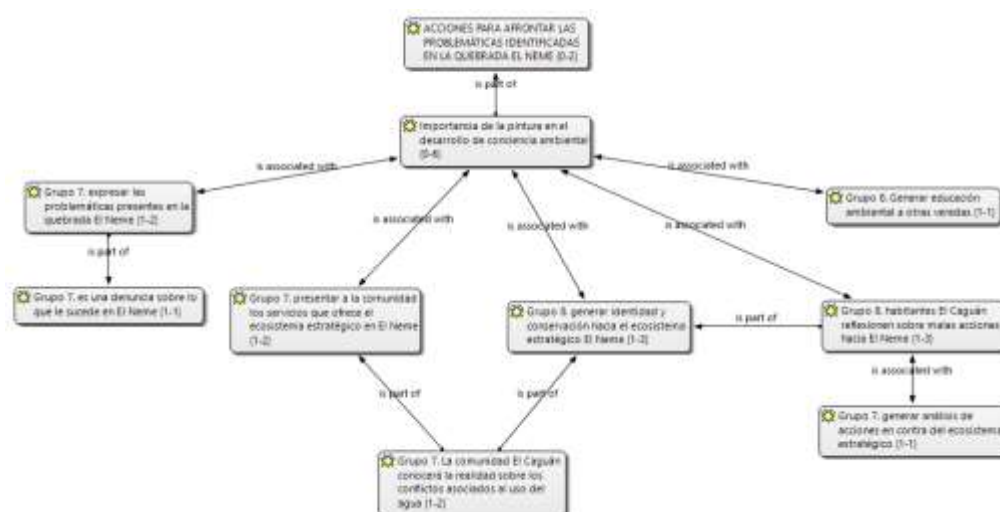 ACCIONES PARA AFRONTAR LAS
PROBLEMÁTICAS IDENTIFICADAS
EN LA QUEBRADA EL NEME {0-2}
is part of
Importancia de la pintura en el
desarrollo de conciencia ambiental
{0-6}
is associated with
is associated with
Grupo 7. expresar las
problemáticas presentes en la
quebrada El Neme {1-2}
Grupo 6. Generar educación
ambiental a otras veredas {1-1}
is associated with
is associated with
is associated with
is part of
Grupo 7. es una denuncia sobre lo
que le sucede en El Neme {1-1}
Grupo 7. presentar a la comunidad
los servicios que ofrece el
ecosistema estratégico en El Neme
{1-2}
Grupo 8. generar identidad y
conservación hacia el ecosistema
estratégico El Neme {1-3}
is part of
Grupo 8. habitantes El Caguán
reflexionen sobre malas acciones
hacia El Neme {1-3}
is associated with
is part of
is part of
Grupo 7. generar análisis de
acciones en contra del ecosistema
estratégico {1-1}
Grupo 7. La comunidad El Caguán
conocerá la realidad sobre los
conflictos asociados al uso del
agua {1-2}